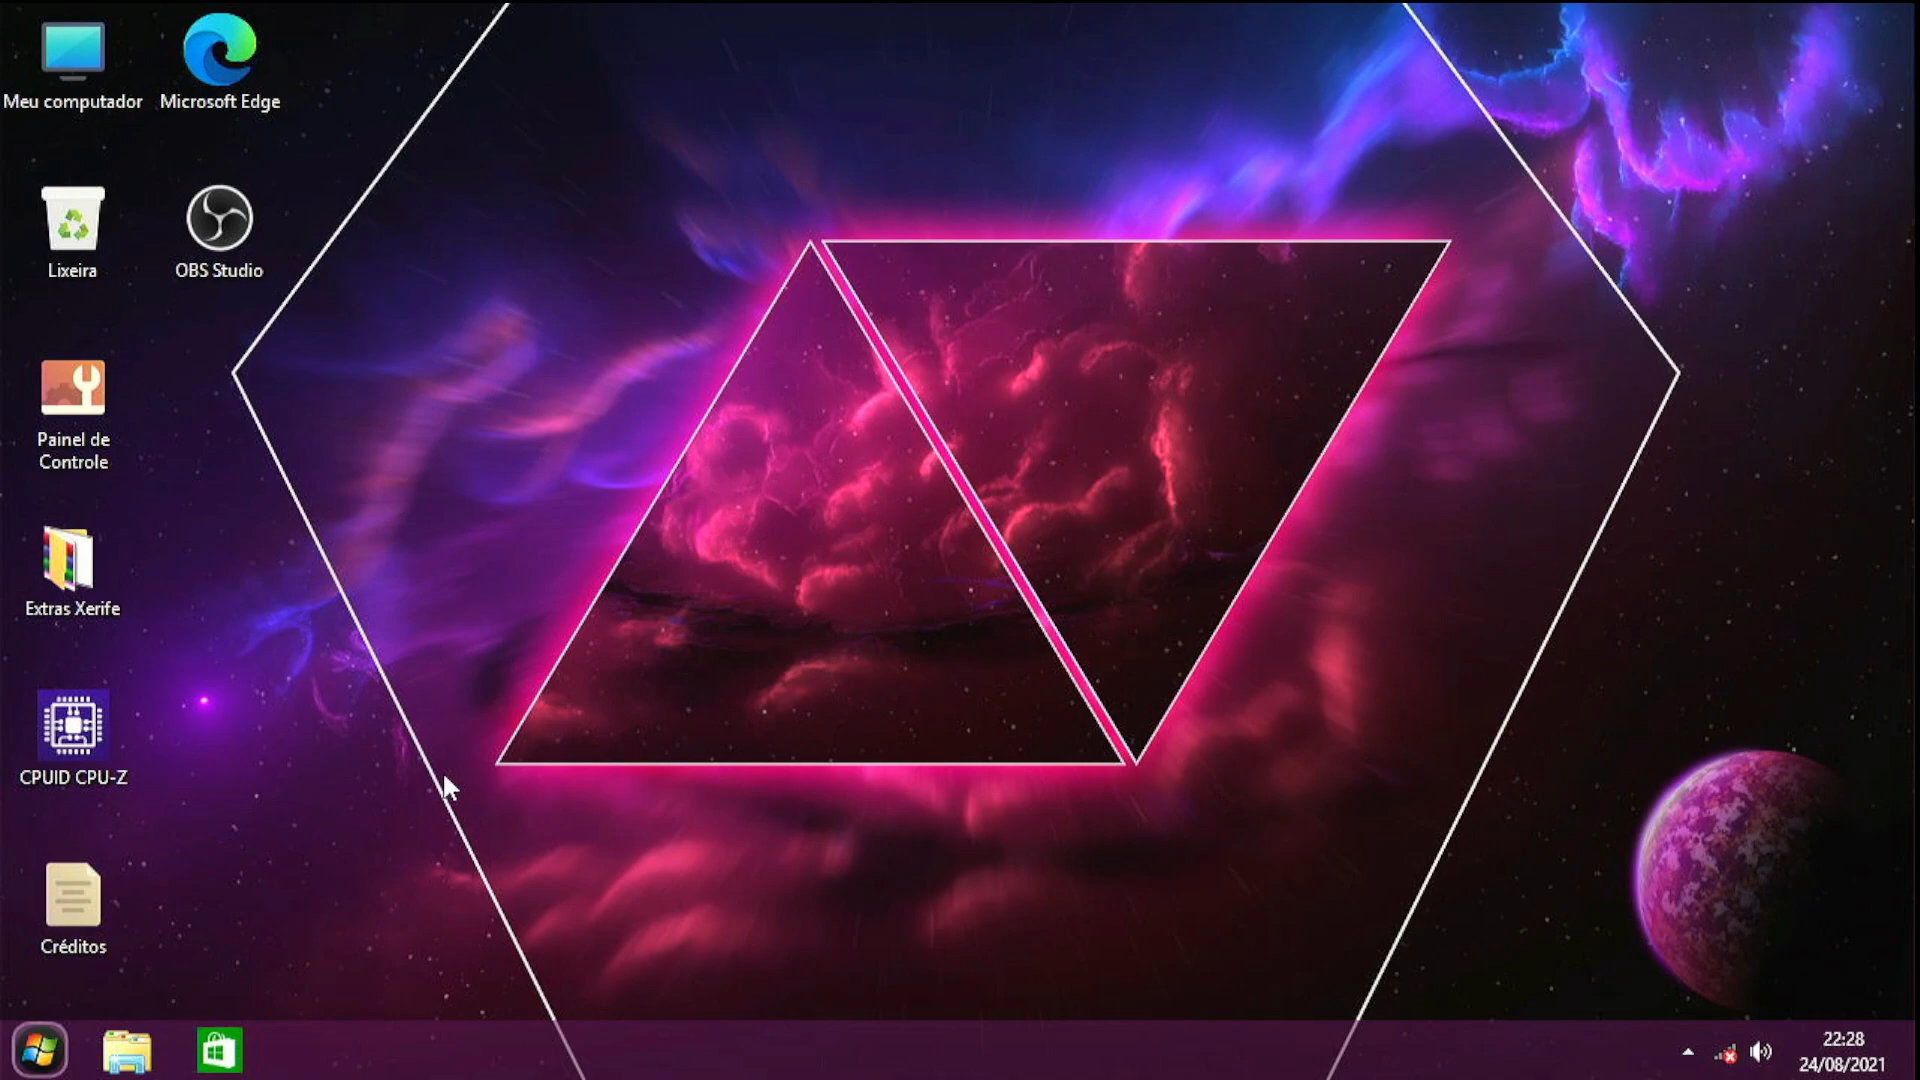 Meu computador
Microsoft Edge
Lixeira
OBS Studio
Painel de
Controle
Extras Xerife
CPUID CPU-Z
Créditos
22:28
24/08/2021